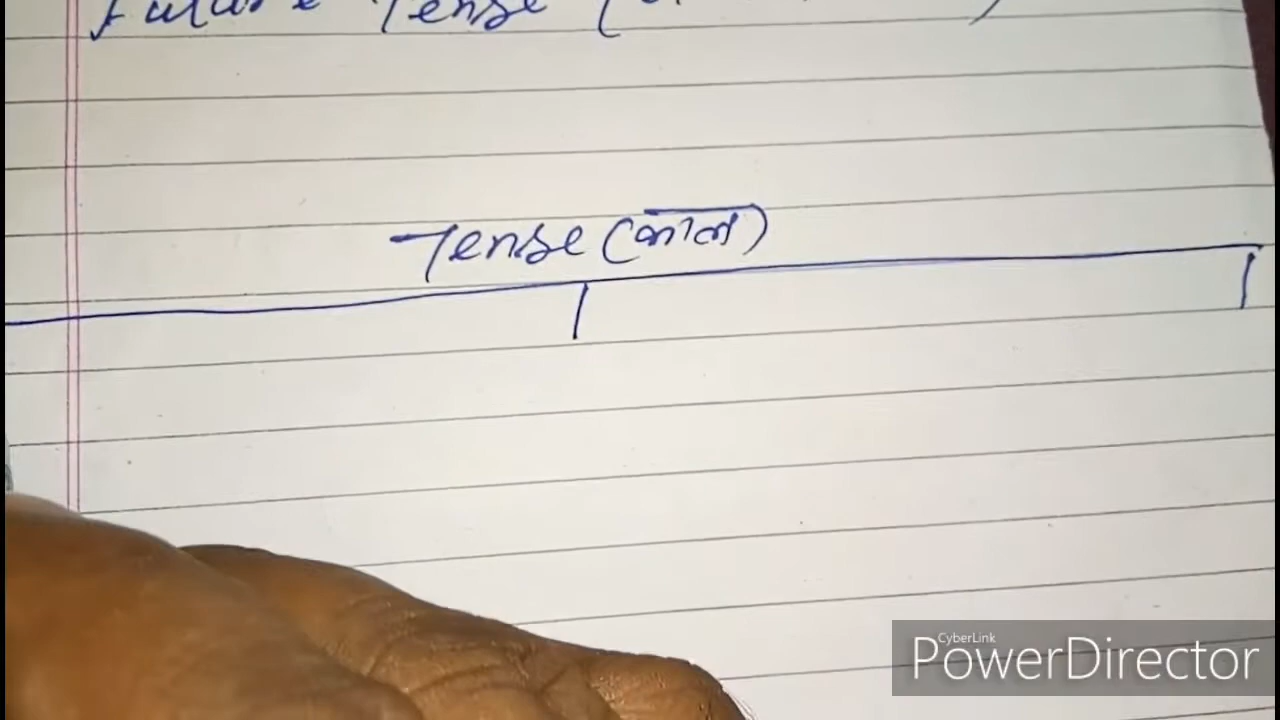 Future Tense (
Tense (काल)
CyberLink
PowerDirector